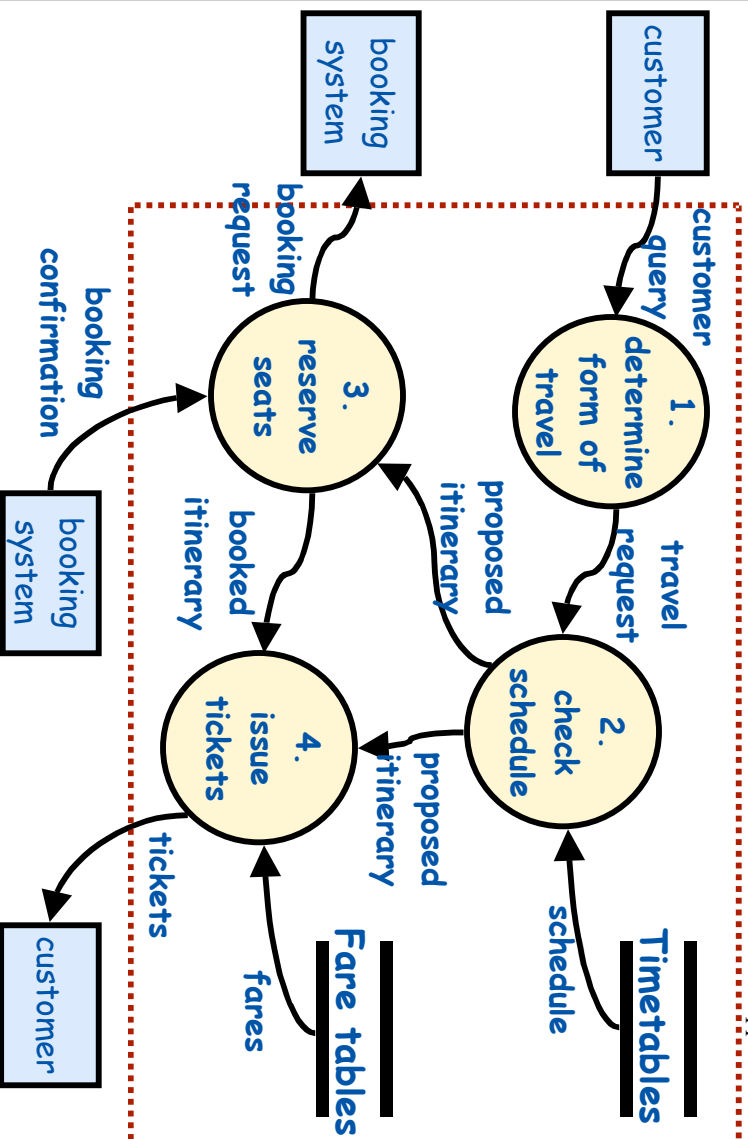 customer
customer
query
1.
determine
form of
travel
travel
request
2.
check
schedule
Timetables
schedule
booking
system
booking
request
3.
reserve
seats
proposed
itinerary
proposed
itinerary
booked
itinerary
4.
issue
tickets
Fare tables
fares
tickets
booking
confirmation
booking
system
customer